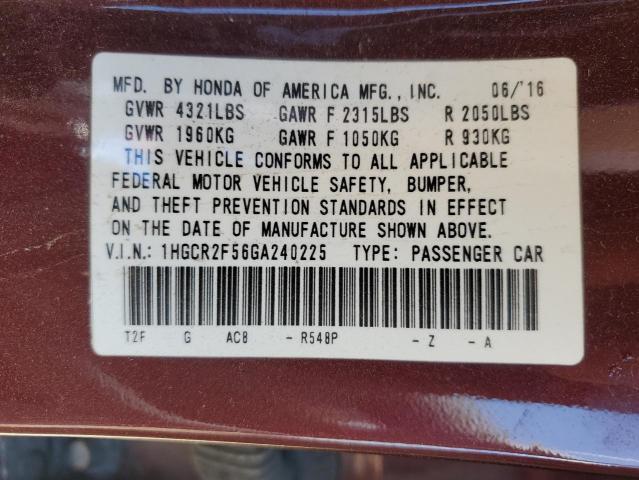 MFD. BY HONDA OF AMERICA MFG., INC. 06/'16
GVWR 4321LBS GAWR F 2315LBS R 2050LBS
GVWR 1960KG GAWR F 1050KG R 930KG
THIS VEHICLE CONFORMS TO ALL APPLICABLE
FEDERAL MOTOR VEHICLE SAFETY, BUMPER,
AND THEFT PREVENTION STANDARDS IN EFFECT
ON THE DATE OF MANUFACTURE SHOWN ABOVE.
V.I.N.: 1HGCR2F56GA240225 TYPE: PASSENGER CAR
T2F G AC8 - R548P - Z - A